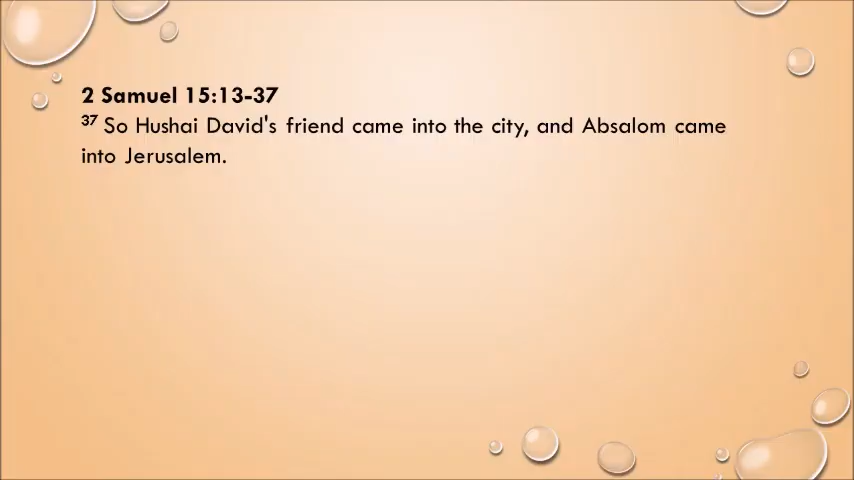 2 Samuel 15:13-37
37 So Hushai David's friend came into the city, and Absalom came
into Jerusalem.